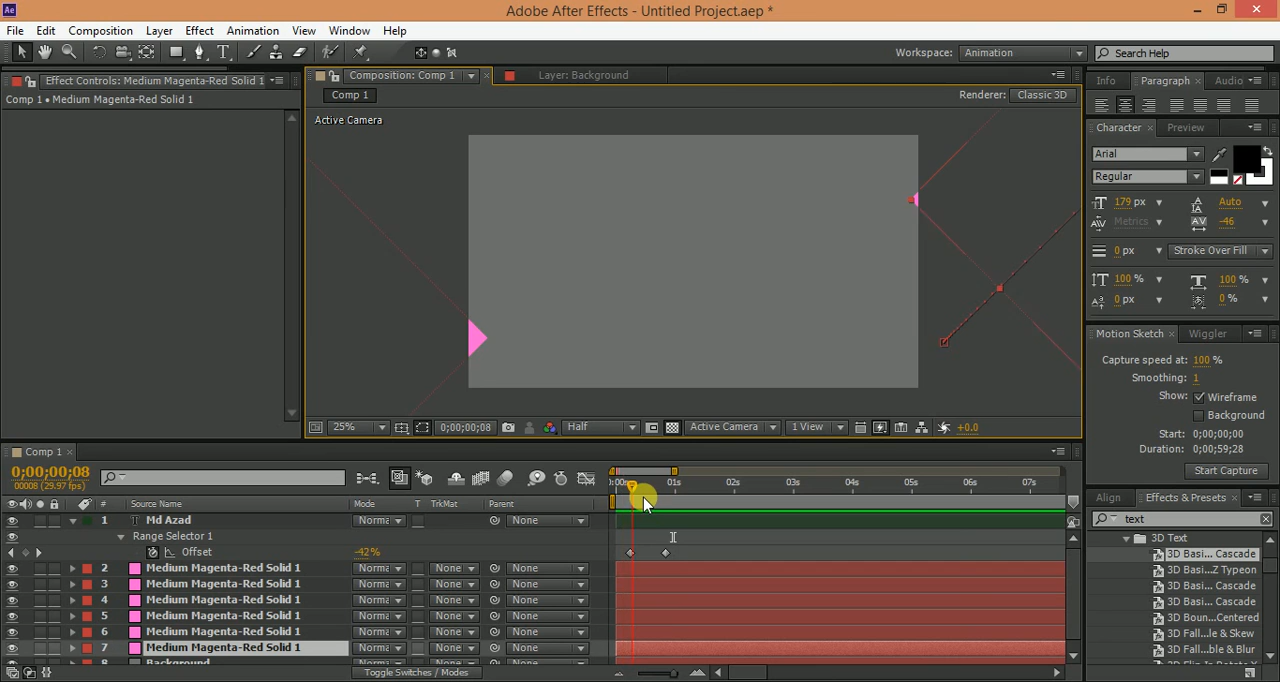 Adobe After Effects - Untitled Project.aep *
File Edit Composition Layer Effect Animation View Window Help
Workspace: Animation Search Help
Effect Controls: Medium Magenta-Red Solid 1
Composition: Comp 1
Layer: Background
Info Paragraph Audio
Comp 1 • Medium Magenta-Red Solid 1
Comp 1
Renderer: Classic 3D
Active Camera
Character Preview
Arial
Regular
179 px Auto
Metrics -46
0 px Stroke Over Fill
100 % 100 %
0 px 0 %
Motion Sketch Wiggler
Capture speed at: 100 %
Smoothing: 1
Show: Wireframe
Background
Start: 0;00;00;00
Duration: 0;00;59;28
Start Capture
25% 0;00;00;08 Half Active Camera 1 View +0.0
Comp 1
0;00;00;08
00008 (29.97 fps)
01s 02s 03s 04s 05s 06s 07s
# Source Name Mode T TrkMat Parent
1 T Md Azad Norma None
Range Selector 1
Offset -42%
2 Medium Magenta-Red Solid 1 Norma None None
3 Medium Magenta-Red Solid 1 Norma None None
4 Medium Magenta-Red Solid 1 Norma None None
5 Medium Magenta-Red Solid 1 Norma None None
6 Medium Magenta-Red Solid 1 Norma None None
7 Medium Magenta-Red Solid 1 Norma None None
8 Background
Toggle Switches / Modes
Align Effects & Presets
text
3D Text
3D Basi... Cascade
3D Basi...Z Typeon
3D Basi... Cascade
3D Basi... Cascade
3D Boun...Centered
3D Fall...le & Skew
3D Fall...ble & Blur